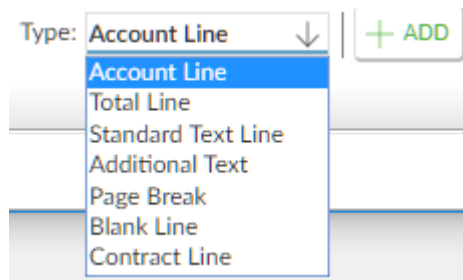 Type: Account Line ADD
Account Line
Total Line
Standard Text Line
Additional Text
Page Break
Blank Line
Contract Line